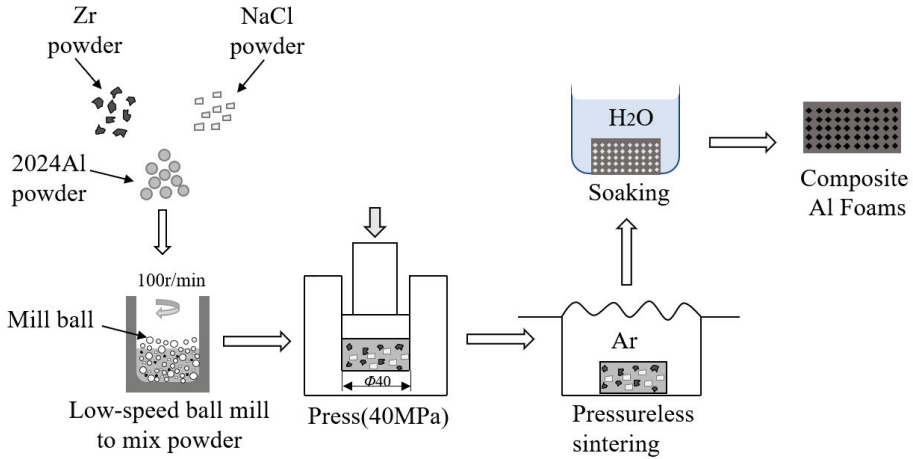 Zr
powder
NaCl
powder
2024Al
powder
100r/min
Mill ball
Low-speed ball mill
to mix powder
Φ40
Press(40MPa)
Ar
Pressureless
sintering
H2O
Soaking
Composite
Al Foams